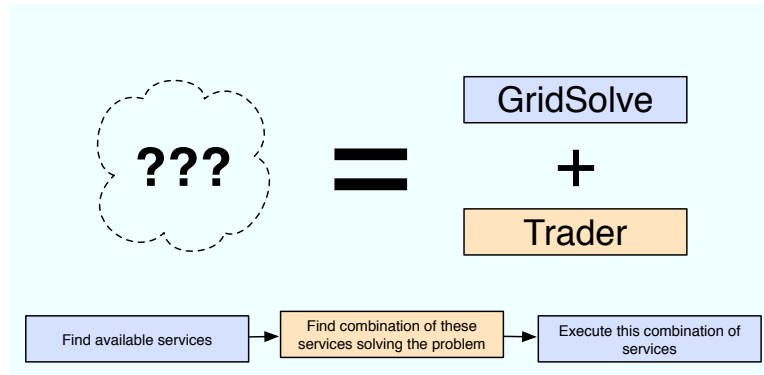 GridSolve
??? =
+
Trader
Find available services
Find combination of these
services solving the problem
Execute this combination of
services